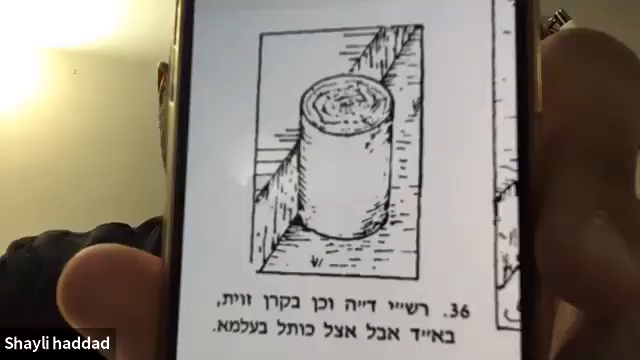 36. רש״י ד״ה וכן בקרן זוית,
באי״ד אבל אצל כותל בעלמא.
Shayli haddad